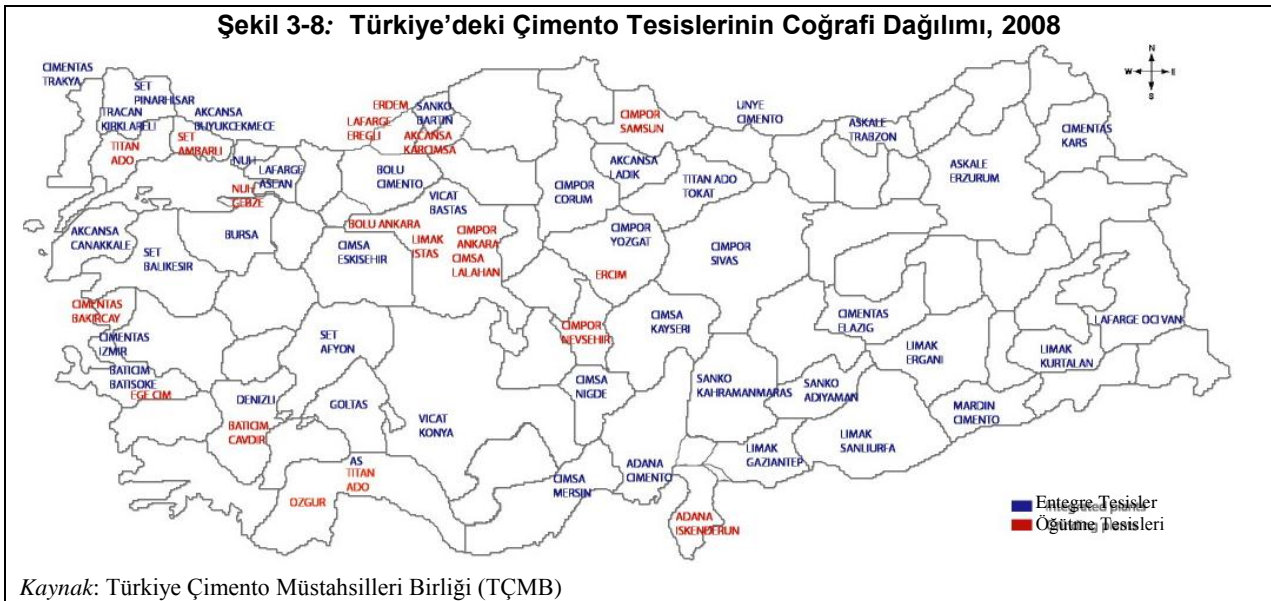 Şekil 3-8: Türkiye'deki Çimento Tesislerinin Coğrafi Dağılımı, 2008
N
W E
S
CIMENTAS
TRAKYA
SET
PINARHISAR
TRACAN
KIRKLARELI
AKCANSA
BUYUKCEKMECE
TITAN
ADO
SET
AMBARLI
NUH
LAFARGE
ASLAN
NUH
GEBZE
ERDEM
LAFARGE
EREGLI
SANKO
BARTIN
AKCANSA
KARCIMSA
BOLU
CIMENTO
CIMPOR
SAMSUN
UNYE
CIMENTO
ASKALE
TRABZON
CIMENTAS
KARS
AKCANSA
LADIK
TITAN ADO
TOKAT
ASKALE
ERZURUM
CIMPOR
CORUM
VICAT
BASTAS
BOLU ANKARA
LIMAK
ISTAS
CIMPOR
ANKARA
CIMSA
LALAHAN
CIMPOR
YOZGAT
CIMPOR
SIVAS
ERCIM
AKCANSA
CANAKKALE
SET
BALIKESIR
BURSA
CIMSA
ESKISEHIR
CIMENTAS
BAKIRCAY
CIMENTAS
IZMIR
BATICIM
BATISOKE
EGE CIM
SET
AFYON
DENIZLI
GOLTAS
BATICIM
CAVDIR
VICAT
KONYA
AS
TITAN
ADO
OZGUR
CIMPOR
NEVSEHIR
CIMSA
KAYSERI
CIMSA
NIGDE
CIMSA
MERSIN
ADANA
CIMENTO
ADANA
ISKENDERUN
SANKO
KAHRAMANMARAS
SANKO
ADIYAMAN
LIMAK
GAZIANTEP
LIMAK
SANLIURFA
CIMENTAS
ELAZIG
LIMAK
ERGANI
MARDIN
CIMENTO
LIMAK
KURTALAN
LAFARGE OCI VAN
Entegre Tesisler
Öğütme Tesisleri
Kaynak: Türkiye Çimento Müstahsilleri Birliği (TÇMB)